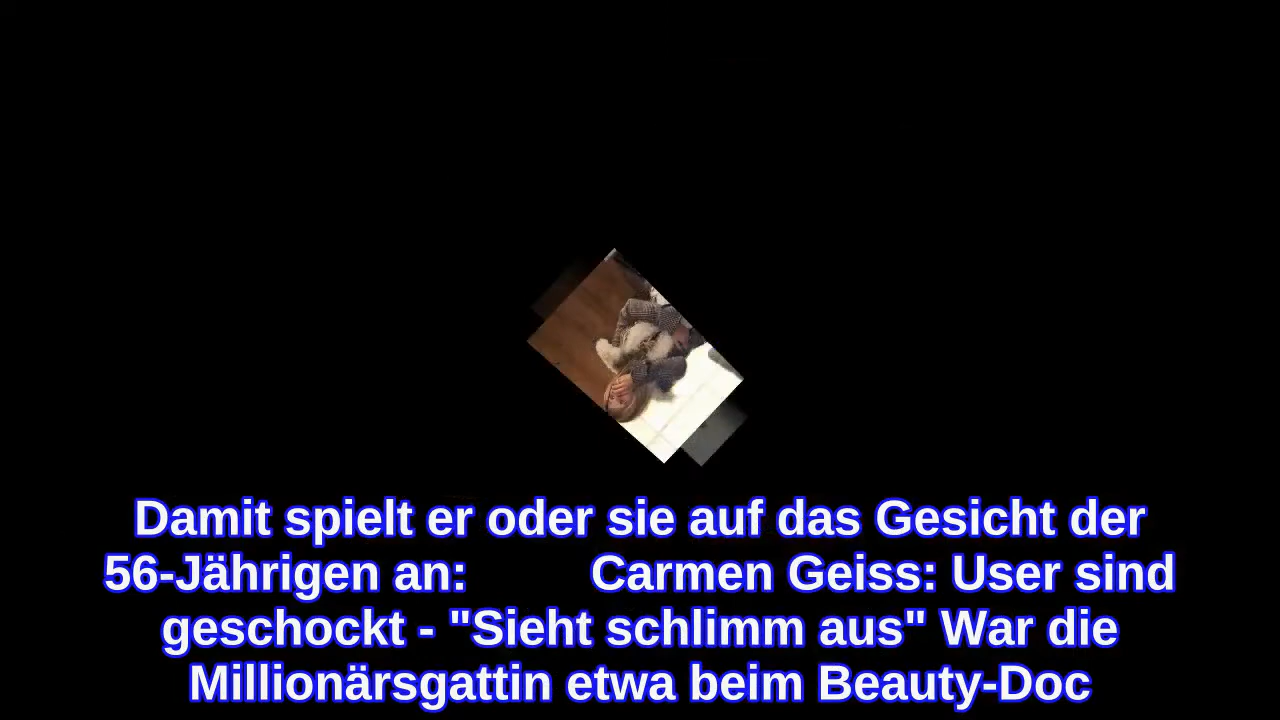 Damit spielt er oder sie auf das Gesicht der
56-Jährigen an: Carmen Geiss: User sind
geschockt - "Sieht schlimm aus" War die
Millionärsgattin etwa beim Beauty-Doc